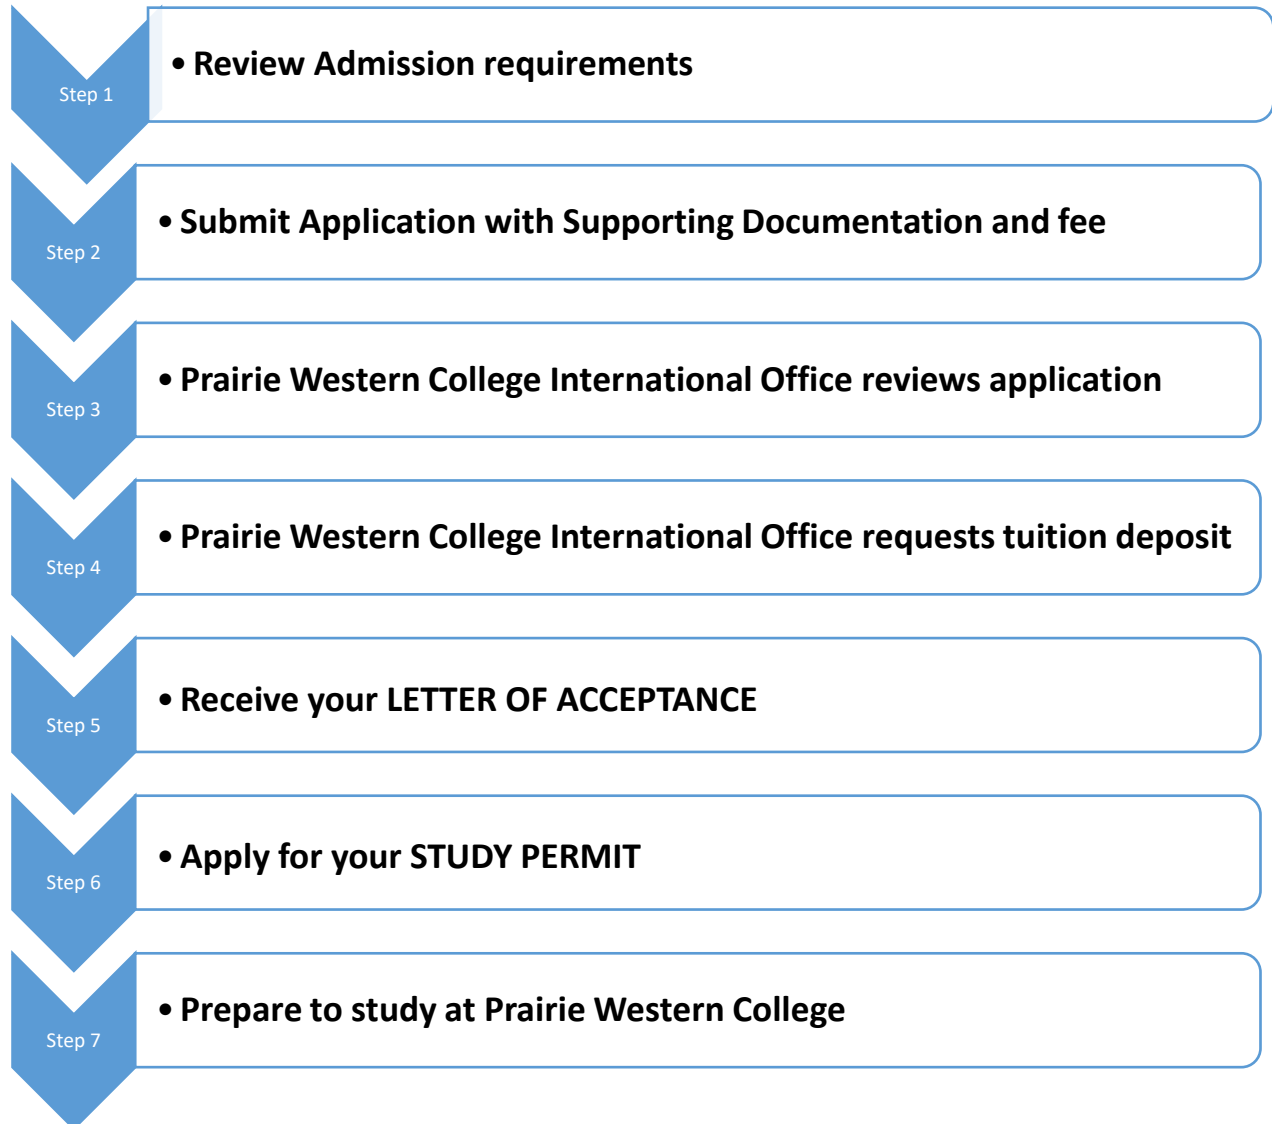 Step 1
• Review Admission requirements
Step 2
• Submit Application with Supporting Documentation and fee
Step 3
• Prairie Western College International Office reviews application
Step 4
• Prairie Western College International Office requests tuition deposit
Step 5
• Receive your LETTER OF ACCEPTANCE
Step 6
• Apply for your STUDY PERMIT
Step 7
• Prepare to study at Prairie Western College